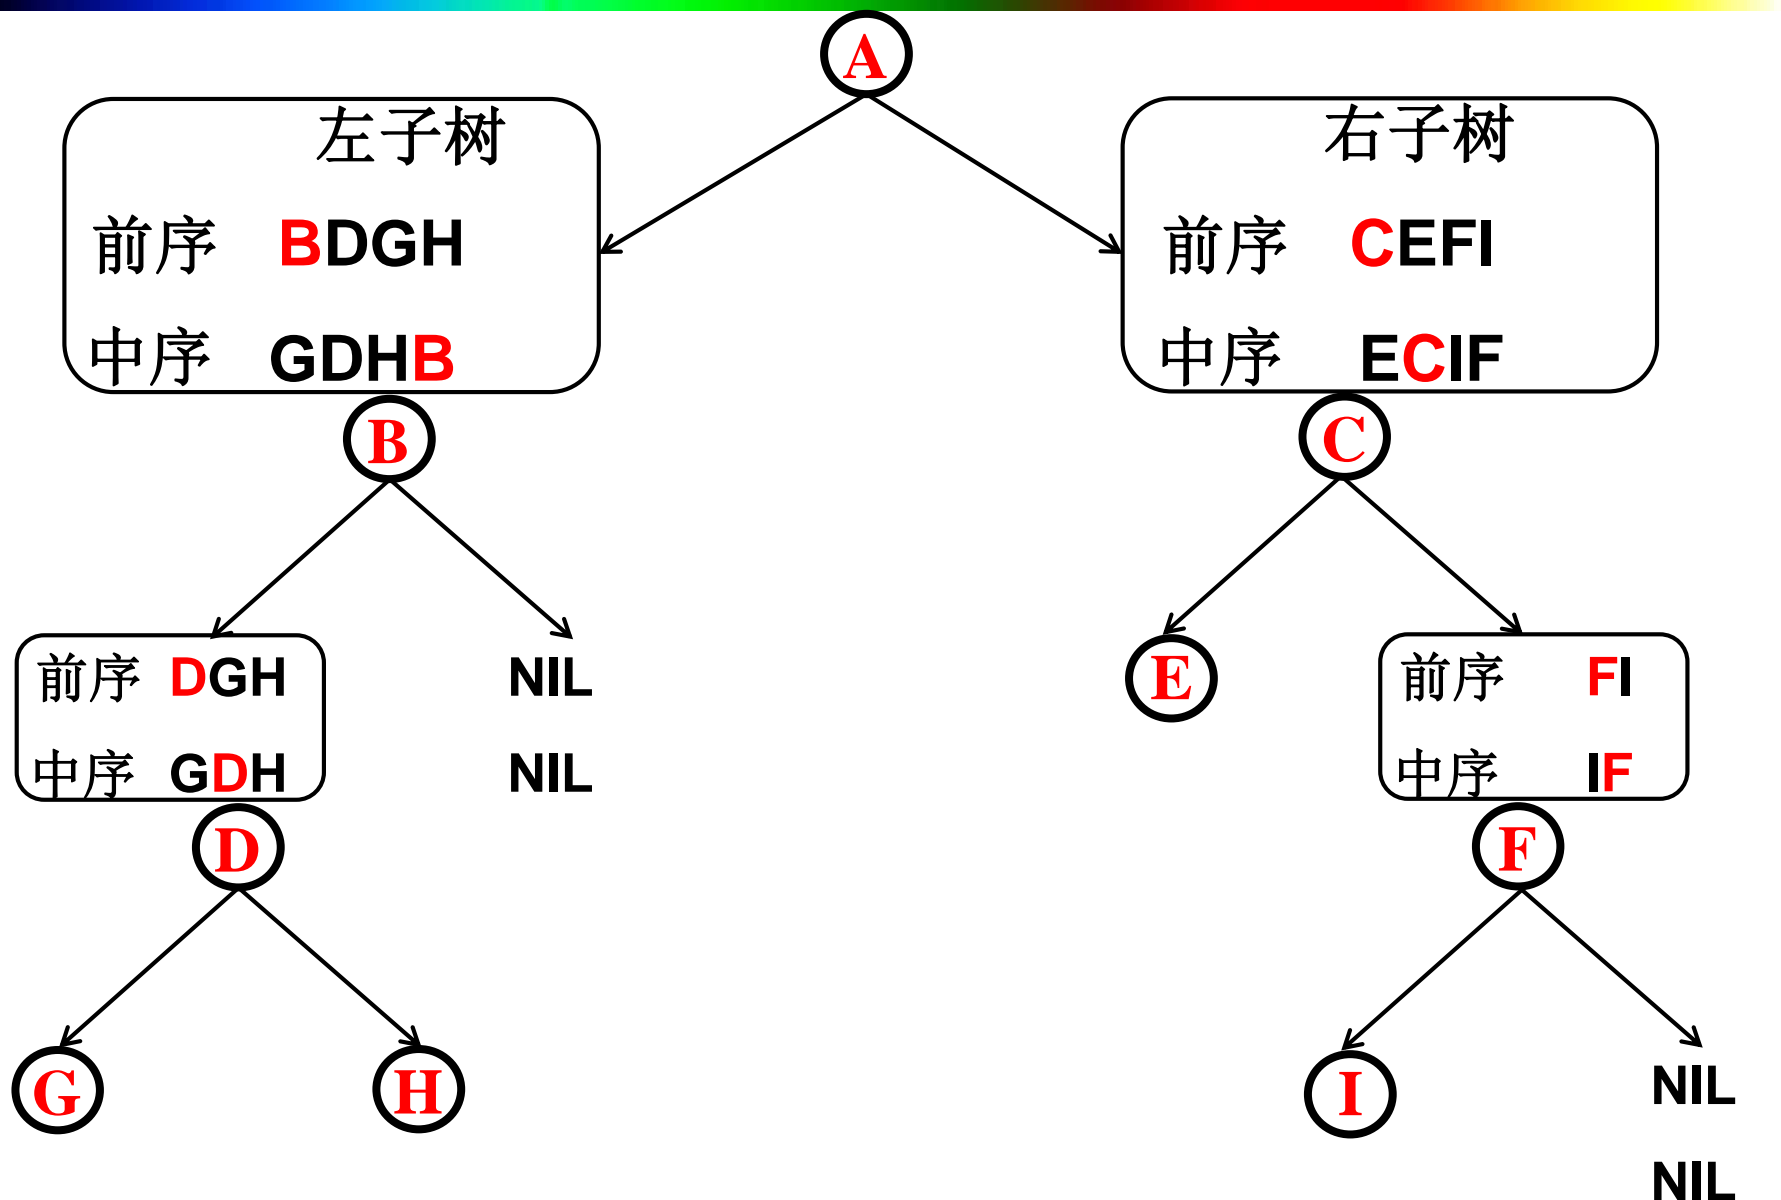 A
左子树
前序 BDGH
中序 GDHB
右子树
前序 CEFI
中序 ECIF
B
C
前序 DGH
中序 GDH
NIL
NIL
E
前序 FI
中序 IF
D
F
G
H
I
NIL
NIL